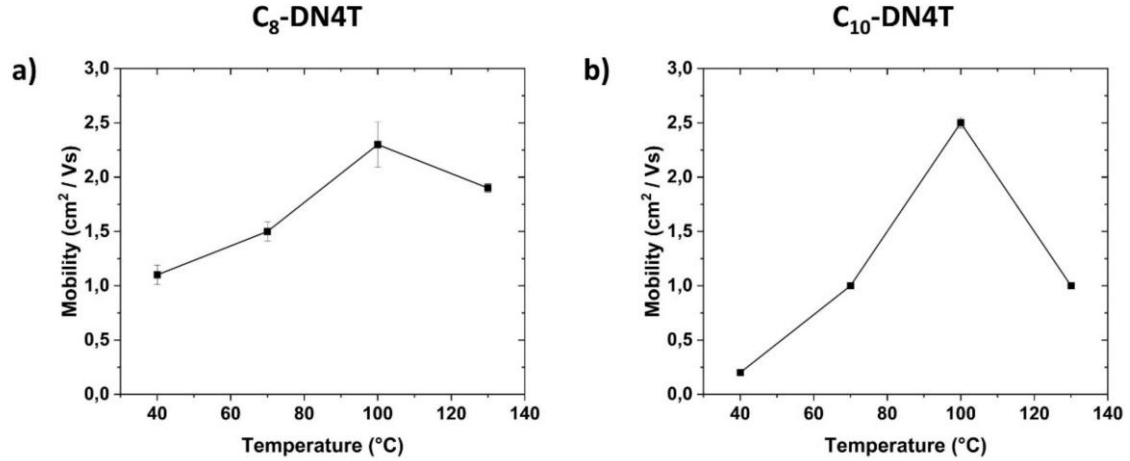 C₈-DN4T
C₁₀-DN4T
a)
3,0
2,5
2,0
1,5
1,0
0,5
0,0
Mobility (cm² / Vs)
40 60 80 100 120 140
Temperature (°C)
b)
3,0
2,5
2,0
1,5
1,0
0,5
0,0
Mobility (cm² / Vs)
40 60 80 100 120 140
Temperature (°C)